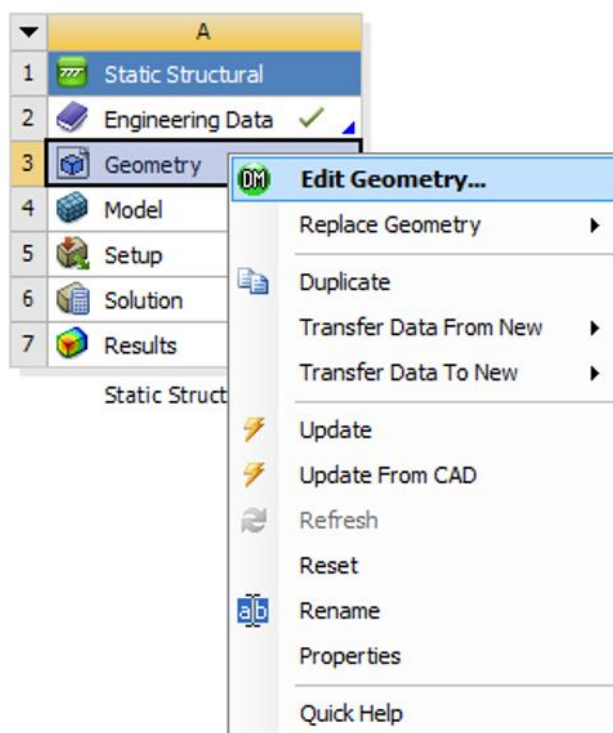 A
1 Static Structural
2 Engineering Data
3 Geometry
4 Model
5 Setup
6 Solution
7 Results
Static Struct
DM Edit Geometry...
Replace Geometry
Duplicate
Transfer Data From New
Transfer Data To New
Update
Update From CAD
Refresh
Reset
ab Rename
Properties
Quick Help